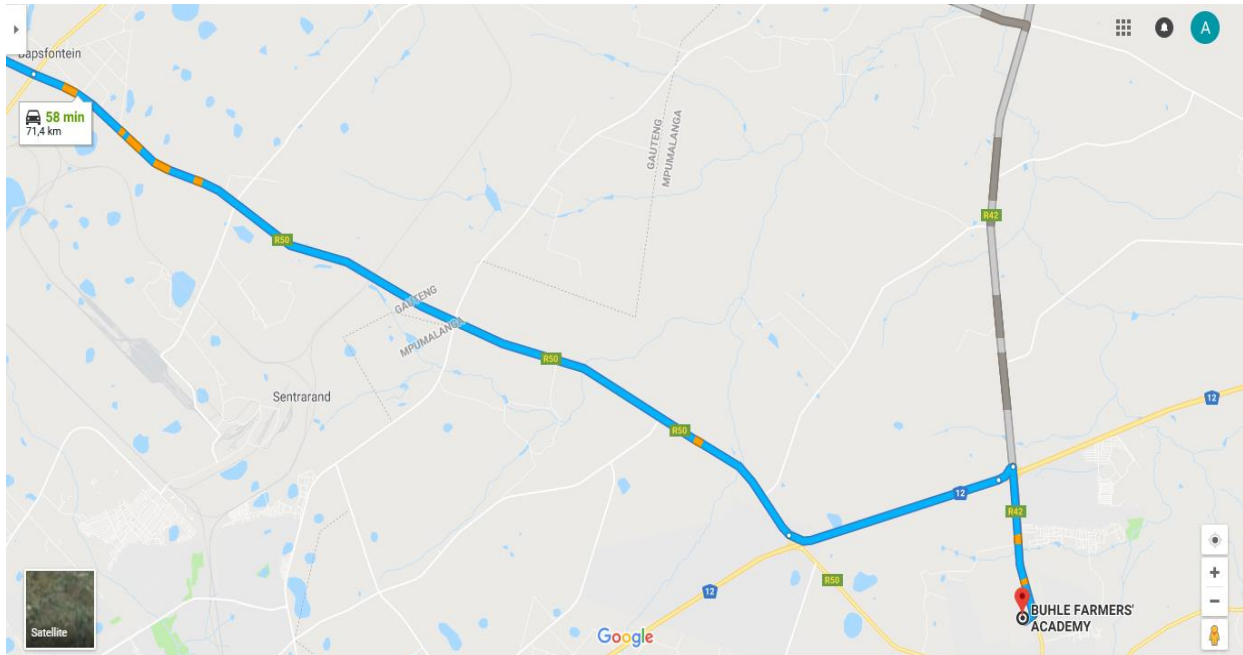 Bapsfontein
A
58 min
71,4 km
GAUTENG
MPUMALANGA
R42
R50
GAUTENG
MPUMALANGA
R50
Sentrarand
12
R50
12
R42
R50
12
BUHLE FARMERS'
ACADEMY
Satellite
Google